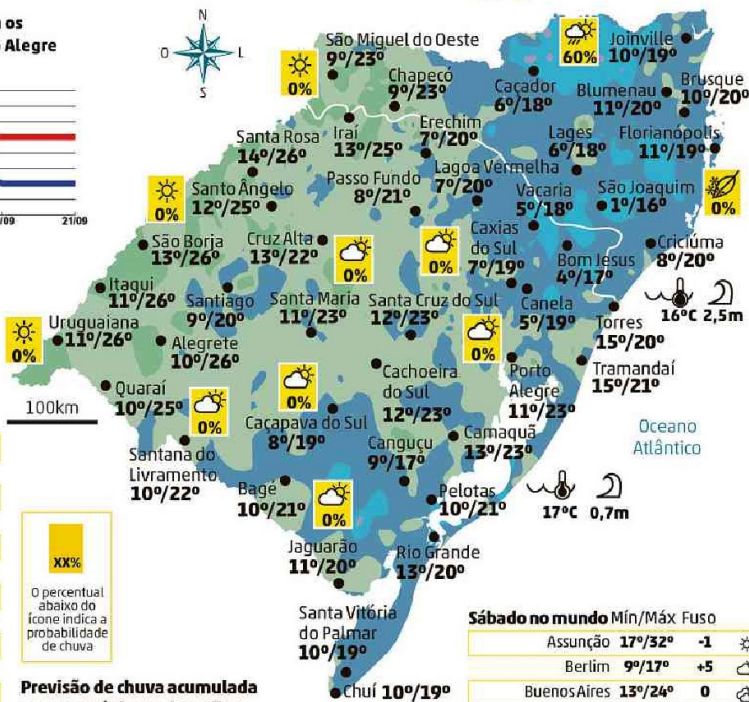 os
Alegre
/09
21/09
N
O
L
S
0%
São Miguel do Oeste
9º/23º
Chapecó
9º/23º
60%
Joinville
10º/19º
Caçador
6º/18º
Blumenau
11º/20º
Brusque
10º/20º
Santa Rosa
14º/26º
Iraí
13º/25º
Erechim
7º/20º
Lages
6º/18º
Florianópolis
11º/19º
0%
Santo Ângelo
12º/25º
Passo Fundo
8º/21º
Lagoa Vermelha
7º/20º
Vacaria
5º/18º
São Joaquim
1º/16º
0%
São Borja
13º/26º
Cruz Alta
13º/22º
0%
0%
Caxias
do Sul
7º/19º
Bom Jesus
4º/17º
Criciúma
8º/20º
Itaqui
11º/26º
Santiago
9º/20º
Santa Maria
11º/23º
Santa Cruz do Sul
12º/23º
Canela
5º/19º
16ºC
2,5m
Torres
15º/20º
0%
Uruguaiana
11º/26º
Alegrete
10º/26º
0%
Porto
Alegre
11º/23º
Tramandaí
15º/21º
Quaraí
10º/25º
0%
0%
Cachoeira
do Sul
12º/23º
100km
Caçapava do Sul
8º/19º
Canguçu
9º/17º
Camaquã
13º/23º
Oceano
Atlântico
Santana do
Livramento
10º/22º
Bagé
10º/21º
0%
Pelotas
10º/21º
17ºC
0,7m
Jaguarão
11º/20º
Rio Grande
13º/20º
XX%
O percentual
abaixo do
ícone indica a
probabilidade
de chuva
Santa Vitória
do Palmar
10º/19º
Chuí 10º/19º
Sábado no mundo Mín/Máx Fuso
Assunção 17º/32º -1
Berlim 9º/17º +5
Buenos Aires 13º/24º 0
Previsão de chuva acumulada